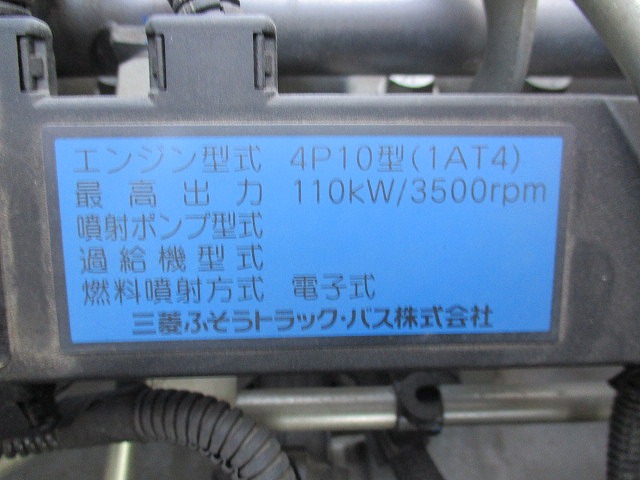 エンジン型式 4P10型(1AT4)
最高出力 110kW/3500rpm
噴射ポンプ型式
過給機型式
燃料噴射方式 電子式
三菱ふそうトラック・バス株式会社